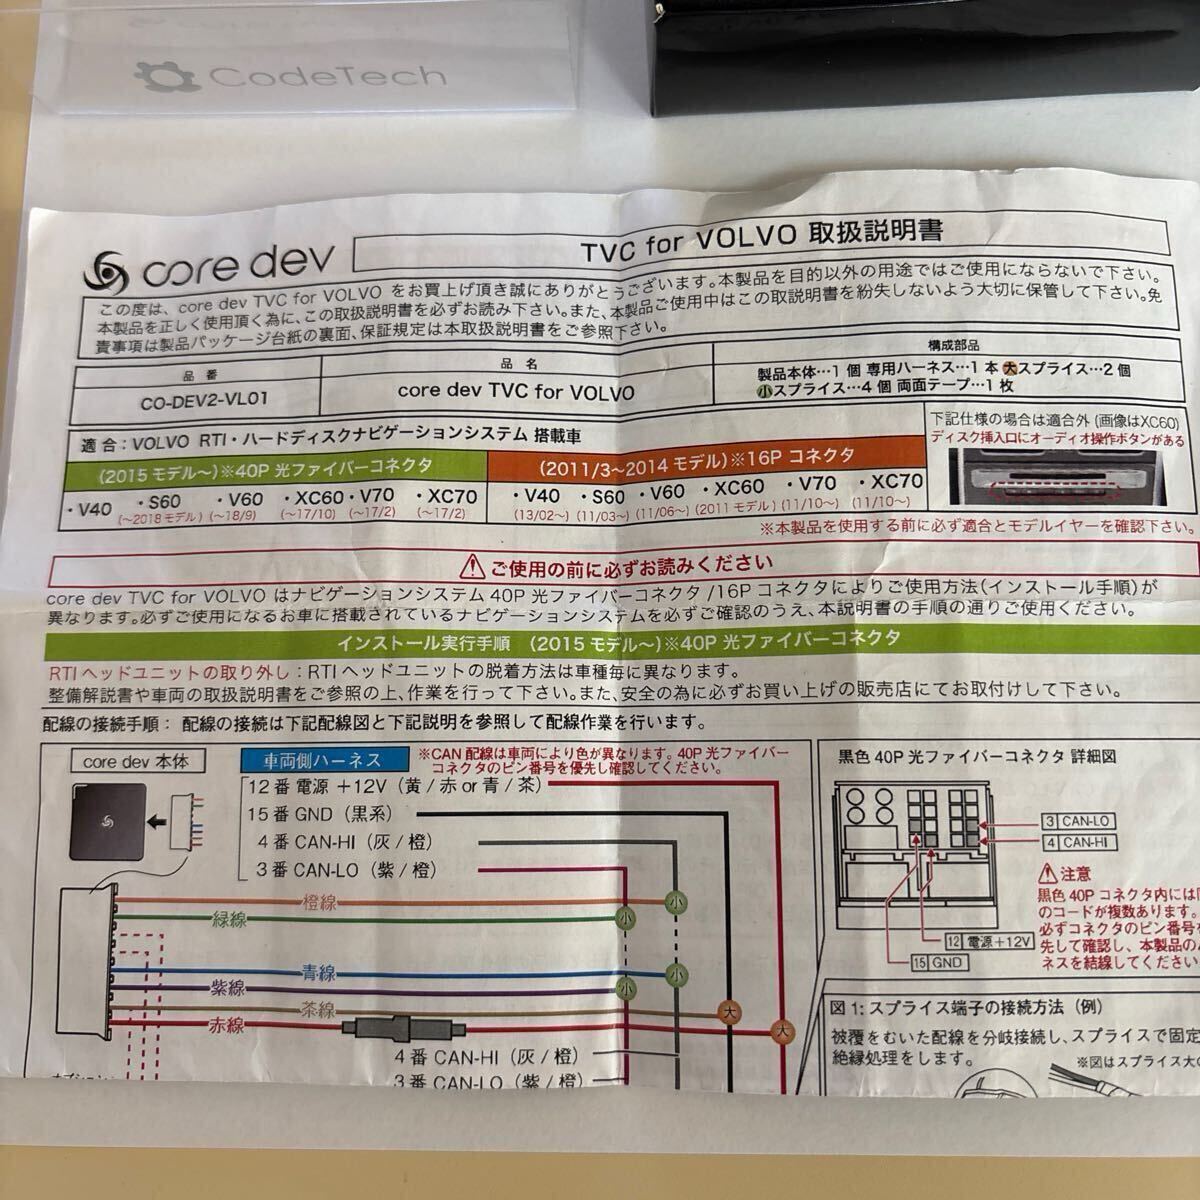 CodeTech
core dev
TVC for VOLVO 取扱説明書
この度は、core dev TVC for VOLVO をお買上げ頂き誠にありがとうございます。本製品を目的以外の用途ではご使用にならないで下さい。
本製品を正しく使用頂く為に、この取扱説明書を必ずお読み下さい。また、本製品ご使用中はこの取説明書を紛失しないよう大切に保管して下さい。免
責事項は製品パッケージ台紙の裏面、保証規定は本取扱説明書をご参照下さい。
品 番
品 名
構成部品
CO-DEV2-VL01
core dev TVC for VOLVO
製品本体…1 個 専用ハーネス…1 本 大スプライス…2 個
小スプライス…4 個 両面テープ…1 枚
適合：VOLVO RTI・ハードディスクナビゲーションシステム 搭載車
(2015 モデル～)※40P 光ファイバーコネクタ
・V40 ・S60 ・V60 ・XC60・V70 ・XC70
(～2018モデル) (～18/9) (～17/10) (～17/2) (～17/2)
(2011/3～2014 モデル)※16P コネクタ
・V40 ・S60 ・V60 ・XC60 ・V70 ・XC70
(13/02～) (11/03～) (11/06～) (2011 モデル) (11/10～) (11/10～)
下記仕様の場合は適合外 (画像はXC60)
ディスク挿入口にオーディオ操作ボタンがある
※本製品を使用する前に必ず適合とモデルイヤーを確認下さい。
ご使用の前に必ずお読みください
core dev TVC for VOLVO はナビゲーションシステム 40P 光ファイバーコネクタ /16P コネクタによりご使用方法(インストール手順)が
異なります。必ずご使用になるお車に搭載されているナビゲーションシステムを必ずご確認のうえ、本説明書の手順の通りご使用ください。
インストール実行手順 (2015 モデル～)※40P 光ファイバーコネクタ
RTI ヘッドユニットの取り外し：RTI ヘッドユニットの脱着方法は車種毎に異なります。
整備解説書や車両の取扱説明書をご参照の上、作業を行って下さい。また、安全の為に必ずお買い上げの販売店にてお取付けして下さい。
配線の接続手順： 配線の接続は下記配線図と下記説明を参照して配線作業を行います。
core dev 本体
車両側ハーネス
※CAN 配線は車両により色が異なります。40P 光ファイバー
コネクタのピン番号を優先し確認してください。
12番 電源 +12V (黄 / 赤 or 青 / 茶)
15番 GND (黒系)
4番 CAN-HI (灰 / 橙)
3番 CAN-LO (紫 / 橙)
橙線
小
緑線
小
青線
小
紫線
小
茶線
大
赤線
大
4番 CAN-HI (灰 / 橙)
3番 CAN-LO (紫 / 橙)
黒色 40P 光ファイバーコネクタ 詳細図
3 CAN-LO
4 CAN-HI
12 電源+12V
15 GND
注意
黒色 40P コネクタ内には
のコードが複数あります。
必ずコネクタのピン番号
先して確認し、本製品の
ネスを結線してください
図 1: スプライス端子の接続方法 (例)
被覆をむいた配線を分岐接続し、スプライスで固定
絶縁処理をします。
※図はスプライス大